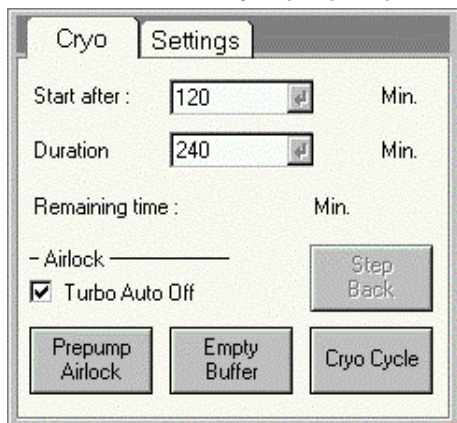 Cryo Settings
Start after : 120 Min.
Duration 240 Min.
Remaining time : Min.
Airlock
Turbo Auto Off
Step
Back
Prepump
Airlock
Empty
Buffer
Cryo Cycle